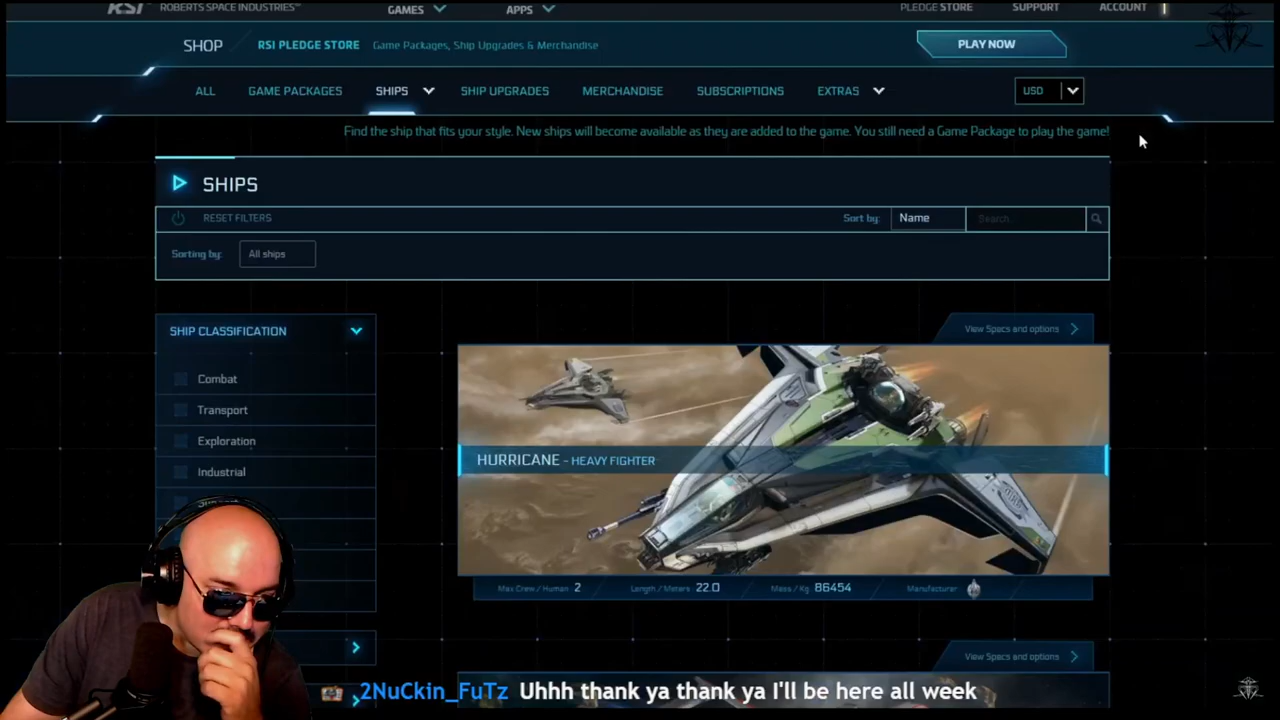 RSI ROBERTS SPACE INDUSTRIES™ GAMES APPS PLEDGE STORE SUPPORT ACCOUNT
SHOP RSI PLEDGE STORE Game Packages, Ship Upgrades & Merchandise PLAY NOW
ALL GAME PACKAGES SHIPS SHIP UPGRADES MERCHANDISE SUBSCRIPTIONS EXTRAS USD
Find the ship that fits your style. New ships will become available as they are added to the game. You still need a Game Package to play the game!
SHIPS
RESET FILTERS Sort by: Name Search...
Sorting by: All ships
SHIP CLASSIFICATION
View Specs and options
Combat
Transport
Exploration
Industrial
HURRICANE - HEAVY FIGHTER
Max Crew / Human 2 Length / Meters 22.0 Mass / Kg 86454 Manufacturer
View Specs and options
2NuCkin_FuTz Uhhh thank ya thank ya I'll be here all week